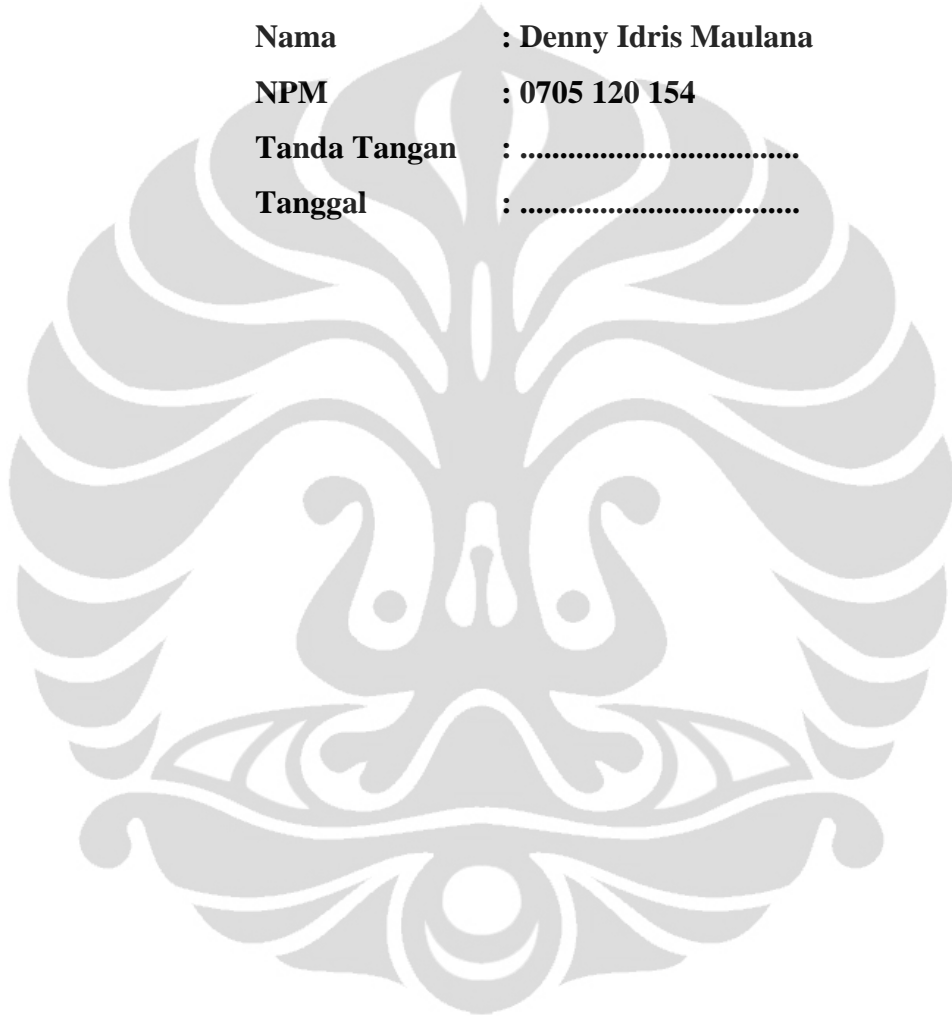 Nama : Denny Idris Maulana
NPM : 0705 120 154
Tanda Tangan : ...................................
Tanggal : ...................................